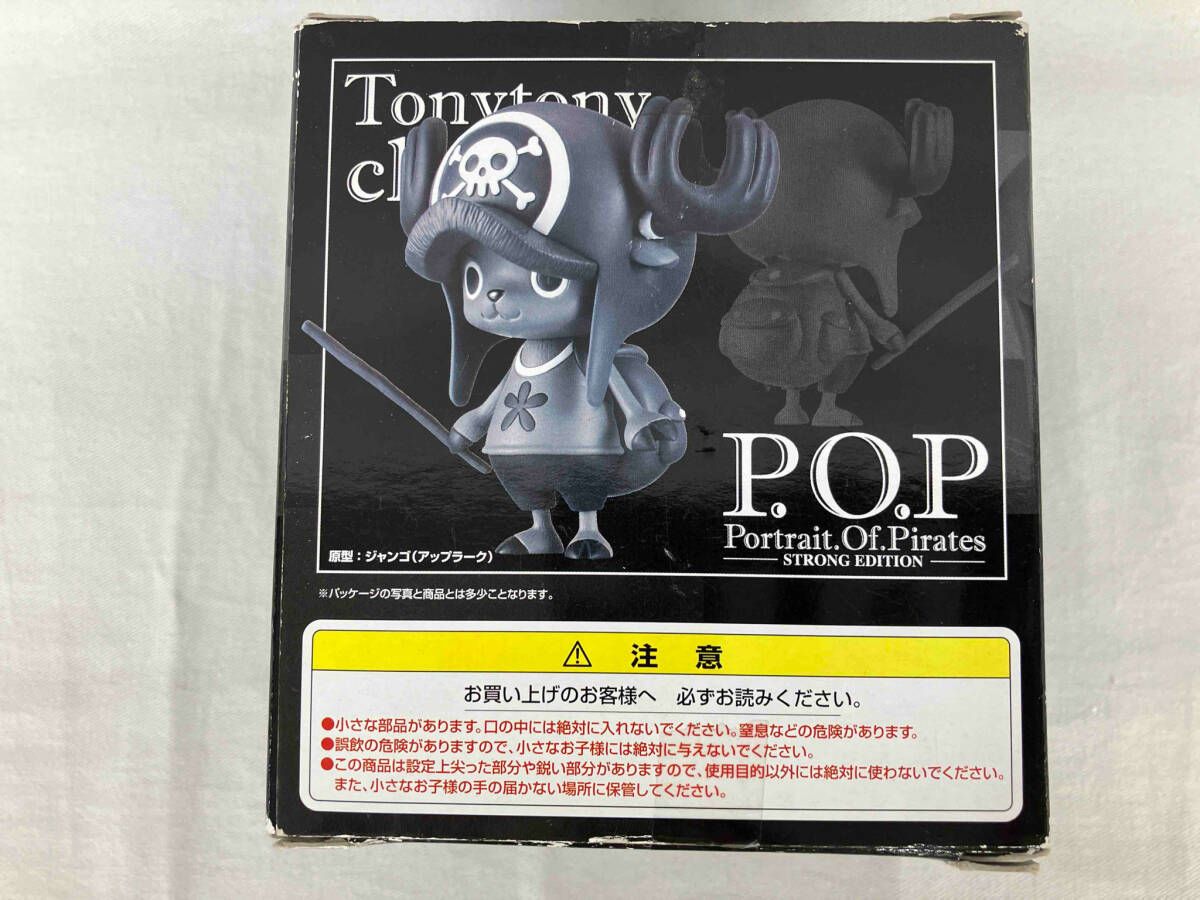 Tonytony
P.O.P
Portrait.Of.Pirates
STRONG EDITION
原型：ジャンゴ(アップラーク)
※パッケージの写真と商品とは多少ことなります。
⚠ 注意
お買い上げのお客様へ 必ずお読みください。
●小さな部品があります。口の中には絶対に入れないでください。窒息などの危険があります。
●誤飲の危険がありますので、小さなお子様には絶対に与えないでください。
●この商品は設定上尖った部分や鋭い部分がありますので、使用目的以外には絶対に使わないでください。
また、小さなお子様の手の届かない場所に保管してください。